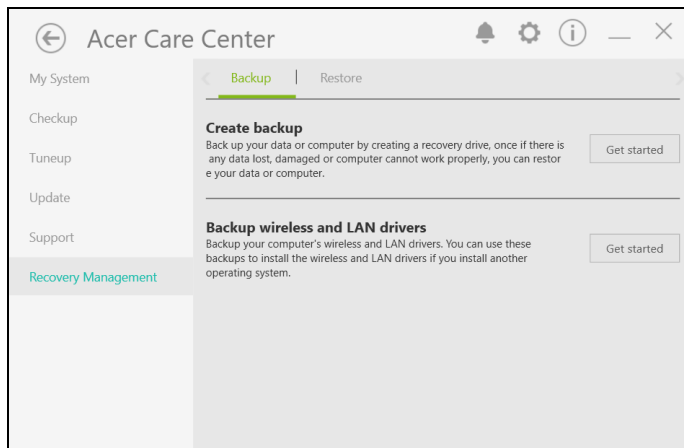 Acer Care Center
My System
Checkup
Tuneup
Update
Support
Recovery Management
Backup
Restore
Create backup
Back up your data or computer by creating a recovery drive, once if there is
any data lost, damaged or computer cannot work properly, you can restor
e your data or computer.
Get started
Backup wireless and LAN drivers
Backup your computer's wireless and LAN drivers. You can use these
backups to install the wireless and LAN drivers if you install another
operating system.
Get started